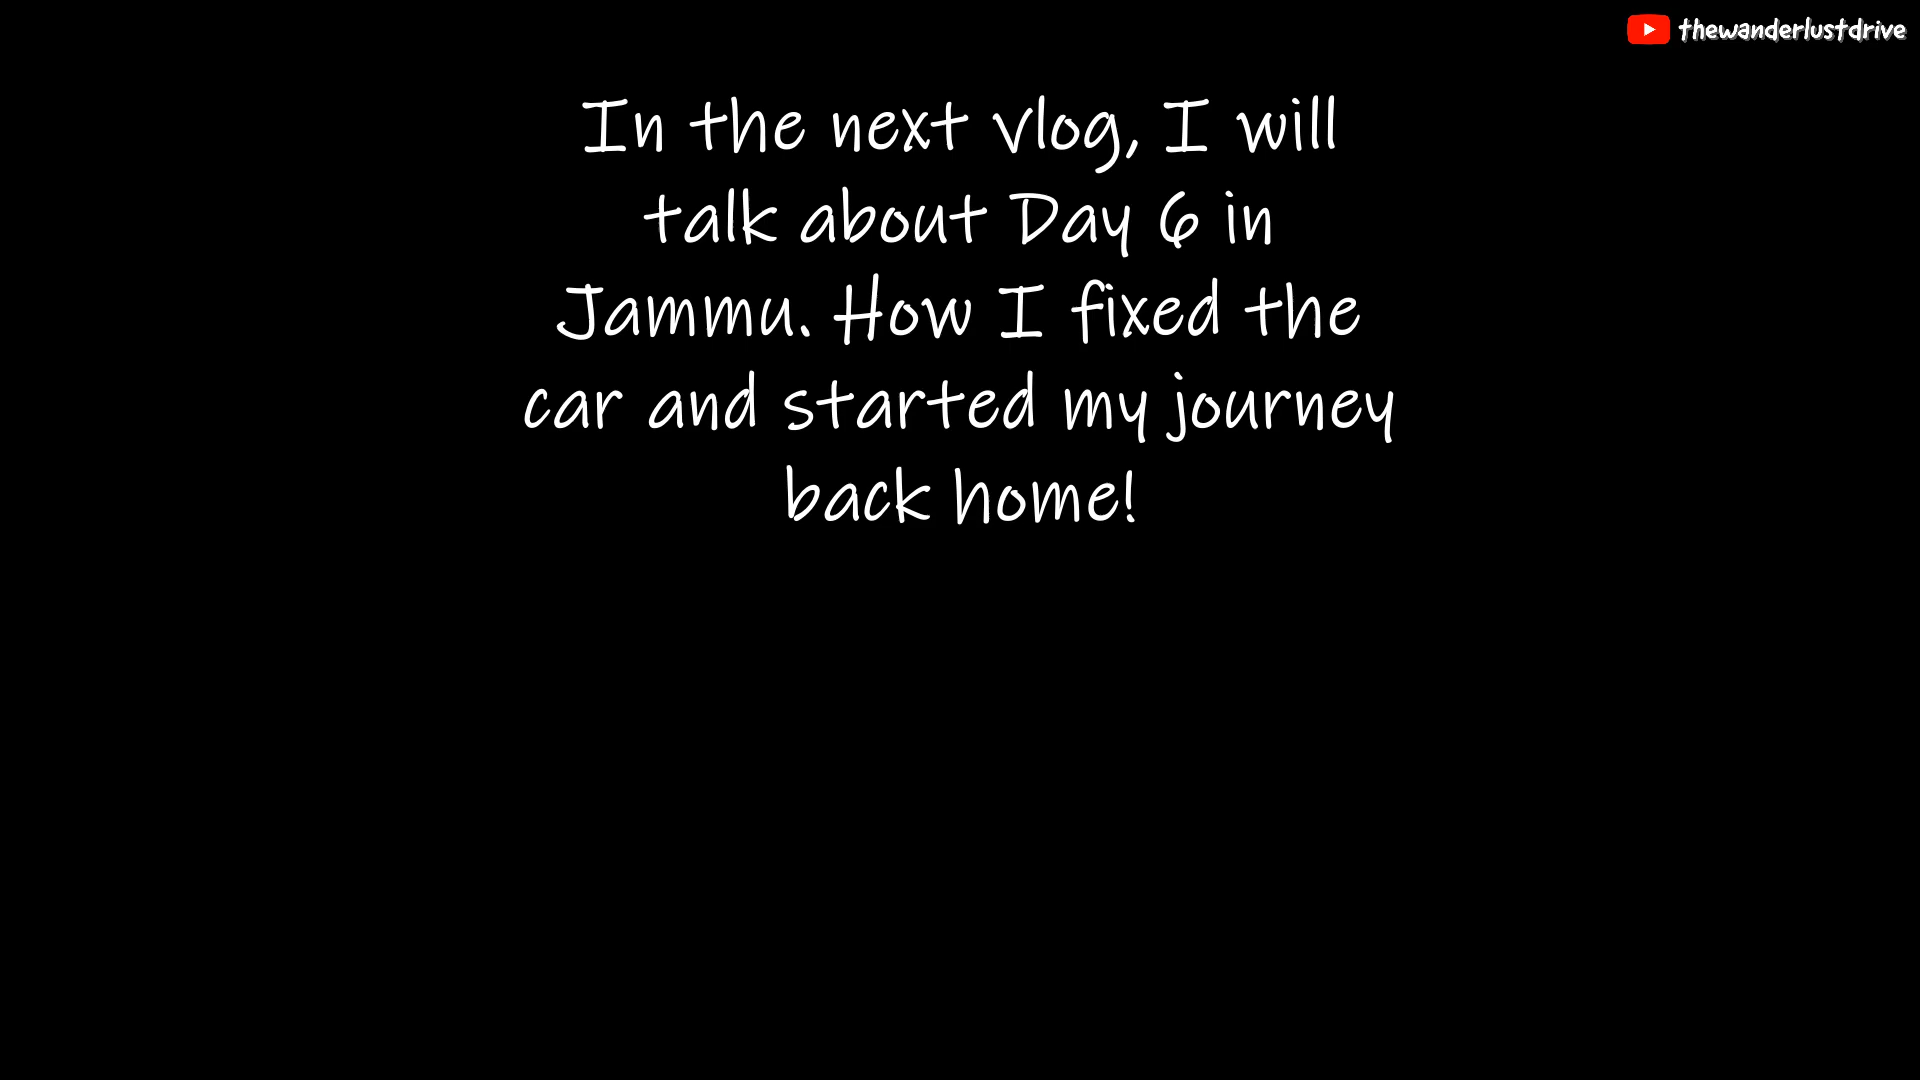 thewanderlustdrive
In the next vlog, I will
talk about Day 6 in
Jammu. How I fixed the
car and started my journey
back home!